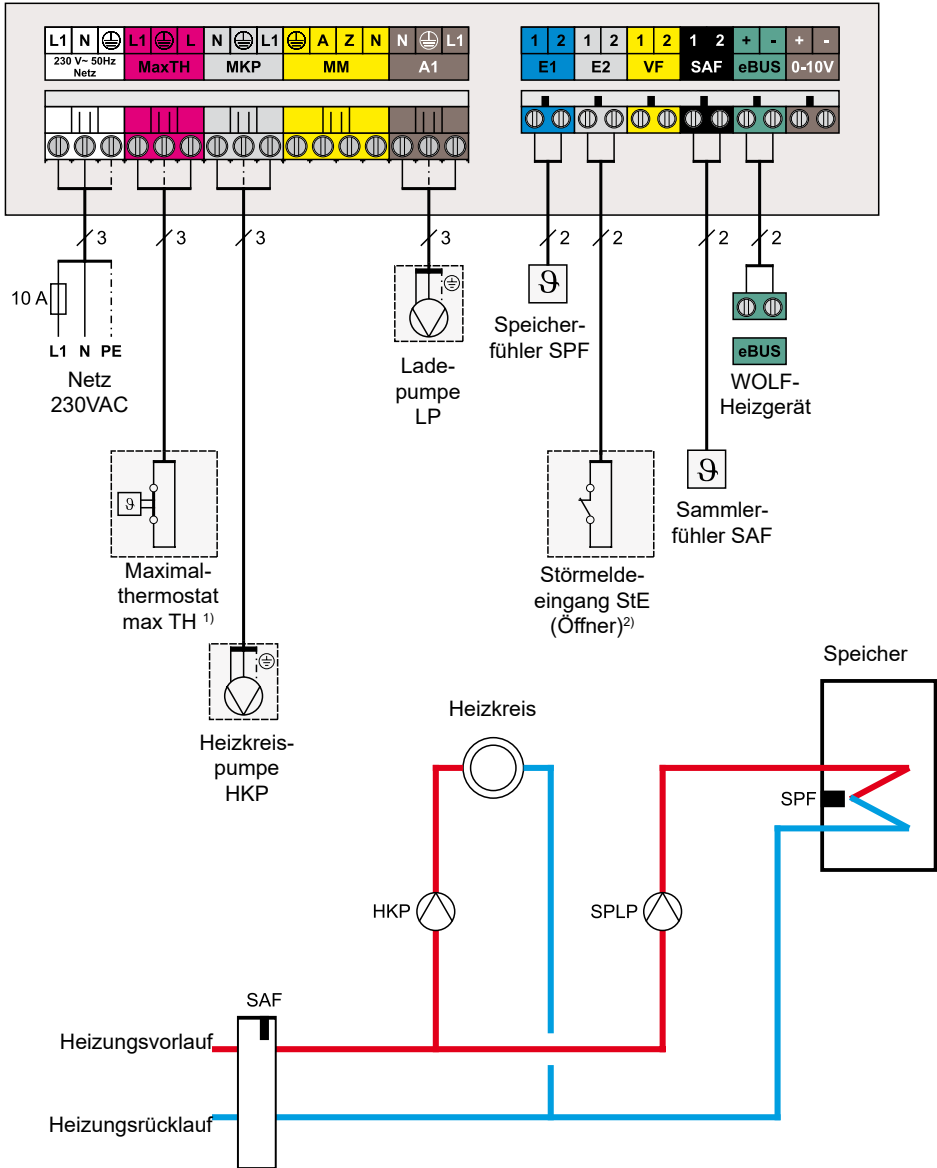 L1 N L1 L N L1 A Z N N L1 1 2 1 2 1 2 1 2 + - + -
230 V~ 50Hz
Netz
MaxTH MKP MM A1 E1 E2 VF SAF eBUS 0-10V
3 3 3 3 2 2 2 2
10 A
L1 N PE
Netz
230VAC
Lade-
pumpe
LP
ϑ
Speicher-
fühler SPF
eBUS
WOLF-
Heizgerät
ϑ
Maximal-
thermostat
max TH 1)
Störmelde-
eingang StE
(Öffner)2)
ϑ
Sammler-
fühler SAF
Heizkreis-
pumpe
HKP
Heizkreis
Speicher
SPF
HKP
SPLP
SAF
Heizungsvorlauf
Heizungsrücklauf